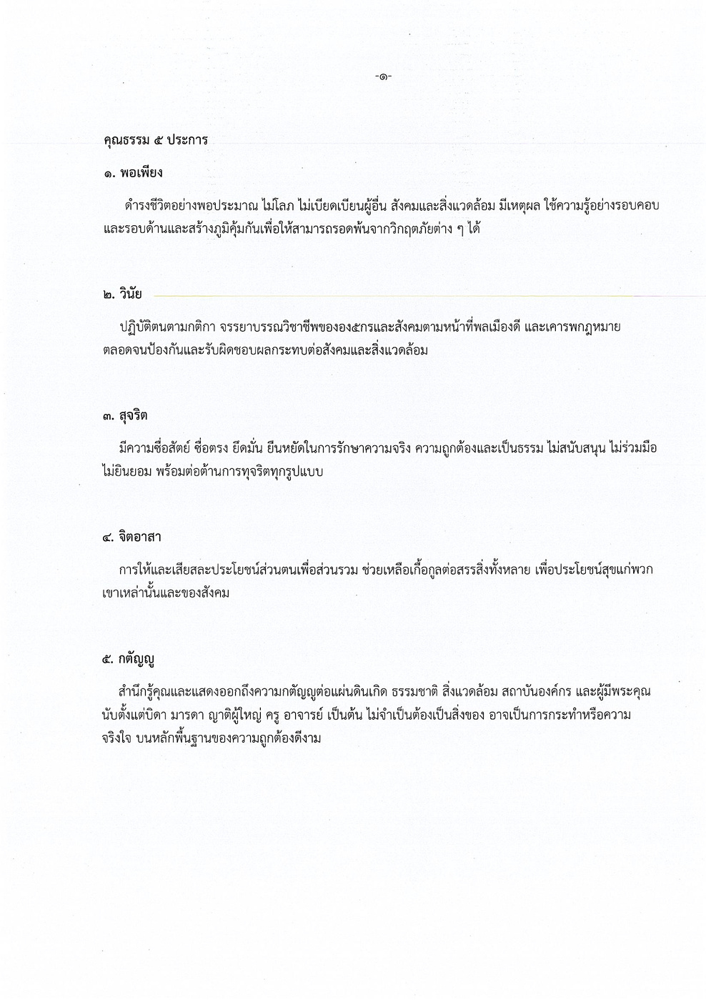 -๑-
คุณธรรม ๕ ประการ
๑. พอเพียง
ดำรงชีวิตอย่างพอประมาณ ไม่โลภ ไม่เบียดเบียนผู้อื่น สังคมและสิ่งแวดล้อม มีเหตุผล ใช้ความรู้อย่างรอบคอบ
และรอบด้านและสร้างภูมิคุ้มกันเพื่อให้สามารถรอดพ้นจากวิกฤตภัยต่าง ๆ ได้
๒. วินัย
ปฏิบัติตนตามกติกา จรรยาบรรณวิชาชีพขององ๕กรและสังคมตามหน้าที่พลเมืองดี และเคารพกฎหมาย
ตลอดจนป้องกันและรับผิดชอบผลกระทบต่อสังคมและสิ่งแวดล้อม
๓. สุจริต
มีความซื่อสัตย์ ซื่อตรง ยึดมั่น ยืนหยัดในการรักษาความจริง ความถูกต้องและเป็นธรรม ไม่สนับสนุน ไม่ร่วมมือ
ไม่ยินยอม พร้อมต่อต้านการทุจริตทุกรูปแบบ
๔. จิตอาสา
การให้และเสียสละประโยชน์ส่วนตนเพื่อส่วนรวม ช่วยเหลือเกื้อกูลต่อสรรสิ่งทั้งหลาย เพื่อประโยชน์สุขแก่พวก
เขาเหล่านั้นและของสังคม
๕. กตัญญู
สำนึกรู้คุณและแสดงออกถึงความกตัญญูต่อแผ่นดินเกิด ธรรมชาติ สิ่งแวดล้อม สถาบันองค์กร และผู้มีพระคุณ
นับตั้งแต่บิดา มารดา ญาติผู้ใหญ่ ครู อาจารย์ เป็นต้น ไม่จำเป็นต้องเป็นสิ่งของ อาจเป็นการกระทำหรือความ
จริงใจ บนหลักพื้นฐานของความถูกต้องดีงาม